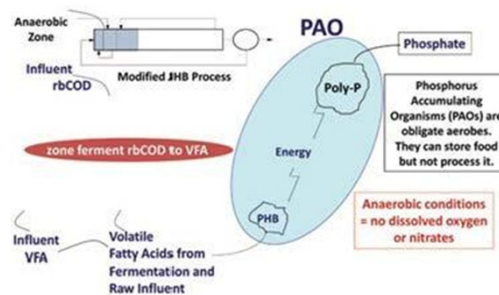 Anaerobic
Zone
Influent
rbCOD
Modified JHB Process
PAO
Phosphate
Poly-P
Phosphorus
Accumulating
Organisms (PAOs) are
obligate aerobes.
They can store food
but not process it.
Energy
zone ferment rbCOD to VFA
PHB
Anaerobic conditions
= no dissolved oxygen
or nitrates
Influent
VFA
Volatile
Fatty Acids from
Fermentation and
Raw Influent